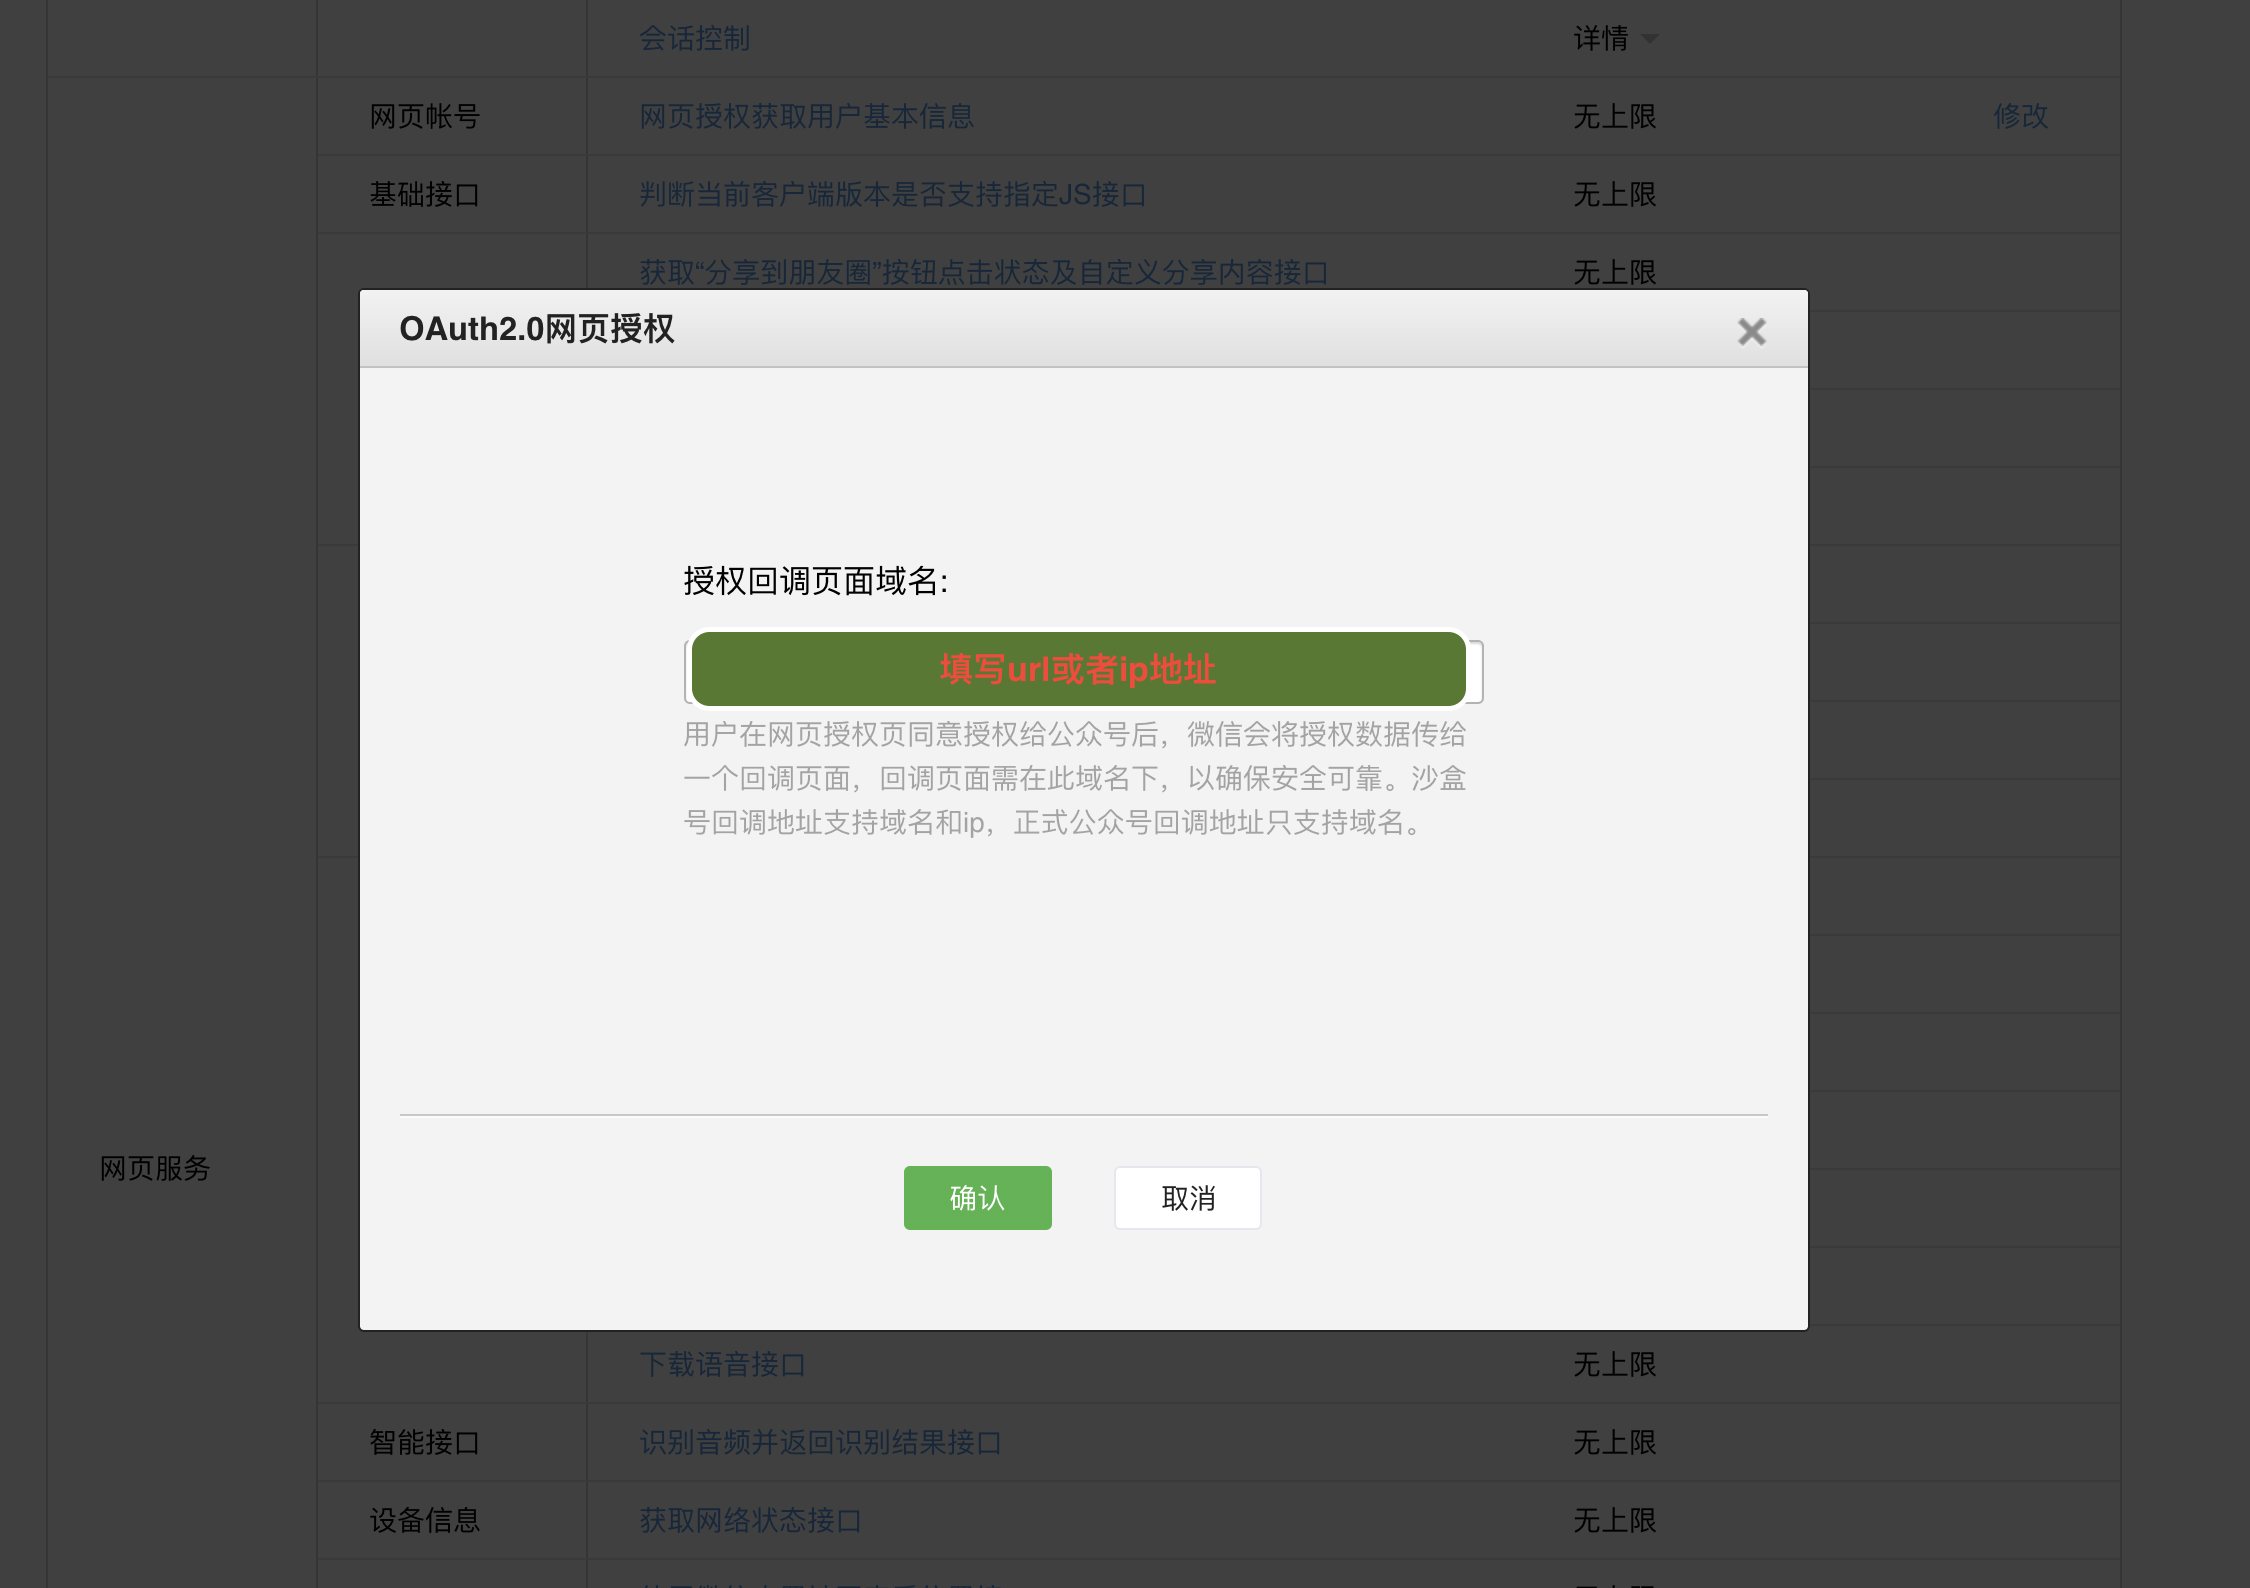 会话控制 详情
网页帐号 网页授权获取用户基本信息 无上限 修改
基础接口 判断当前客户端版本是否支持指定JS接口 无上限
获取“分享到朋友圈”按钮点击状态及自定义分享内容接口 无上限
OAuth2.0网页授权
授权回调页面域名:
填写url或者ip地址
用户在网页授权页同意授权给公众号后，微信会将授权数据传给
一个回调页面，回调页面需在此域名下，以确保安全可靠。沙盒
号回调地址支持域名和ip，正式公众号回调地址只支持域名。
网页服务
确认 取消
下载语音接口 无上限
智能接口 识别音频并返回识别结果接口 无上限
设备信息 获取网络状态接口 无上限